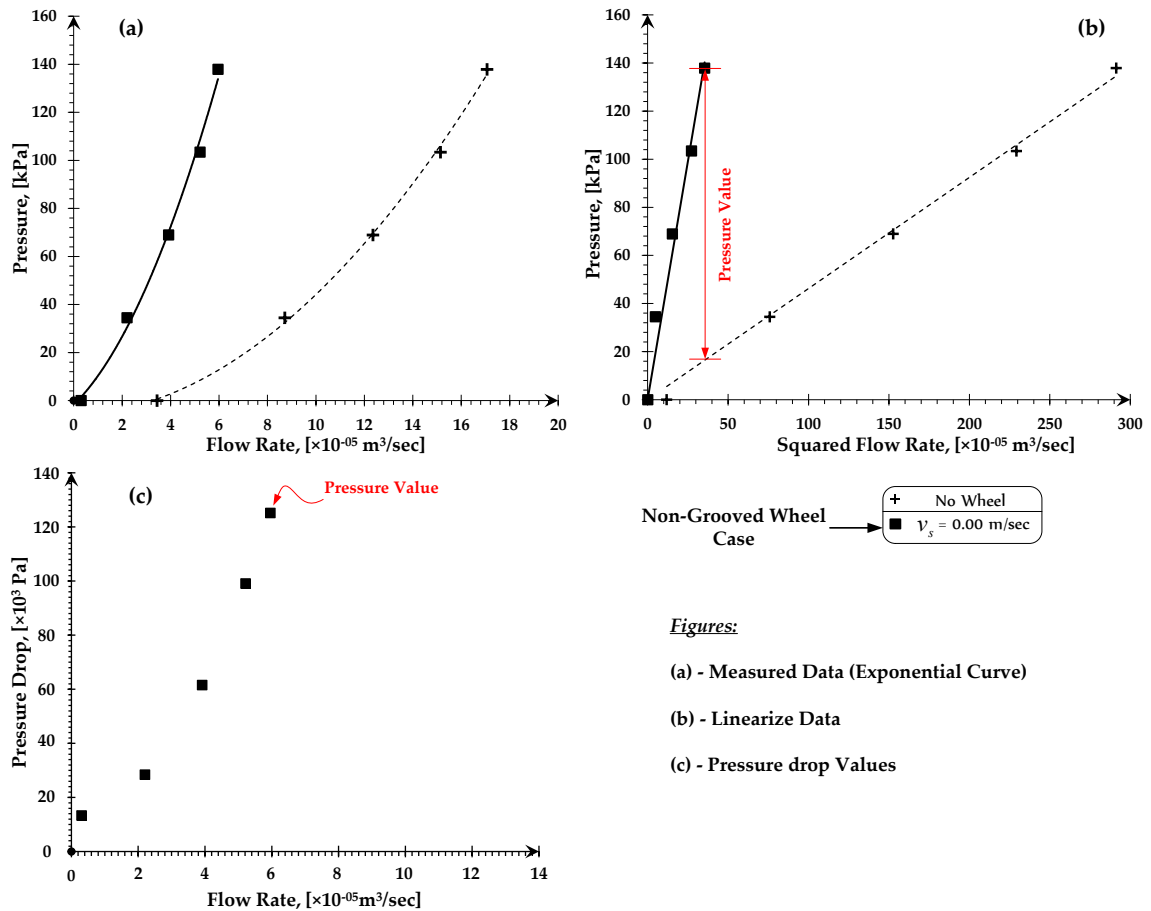 160
140
120
100
80
60
40
20
0
Pressure, [kPa]
(a)
0 2 4 6 8 10 12 14 16 18 20
Flow Rate, [×10⁻⁰⁵ m³/sec]
160
140
120
100
80
60
40
20
0
Pressure, [kPa]
(b)
Pressure Value
0 50 100 150 200 250 300
Squared Flow Rate, [×10⁻⁰⁵ m³/sec]
140
120
100
80
60
40
20
0
Pressure Drop, [×10³ Pa]
(c)
Pressure Value
0 2 4 6 8 10 12 14
Flow Rate, [×10⁻⁰⁵m³/sec]
Non-Grooved Wheel
Case
No Wheel
vₛ = 0.00 m/sec
Figures:
(a) - Measured Data (Exponential Curve)
(b) - Linearize Data
(c) - Pressure drop Values